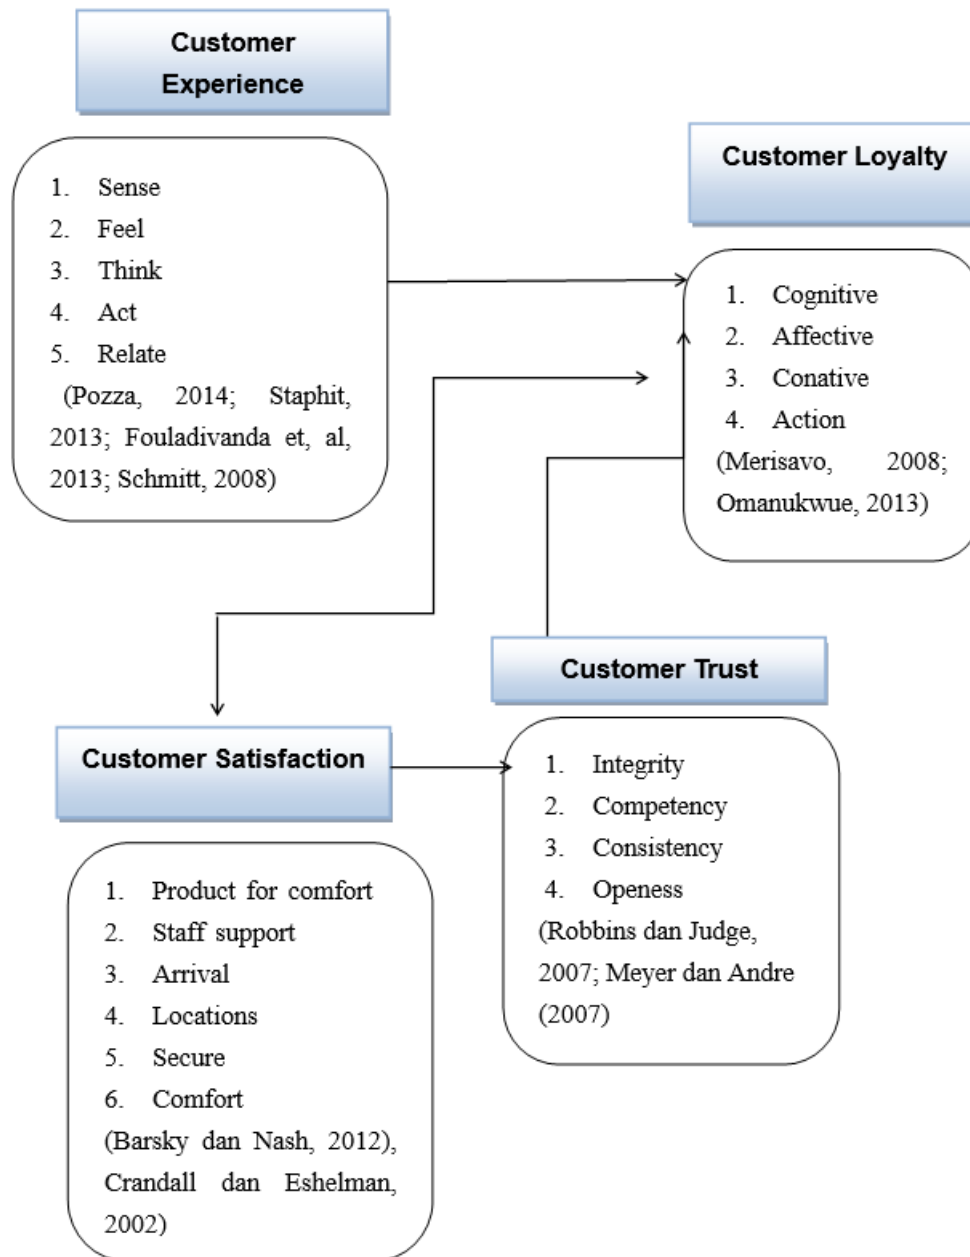 Customer
Experience
1. Sense
2. Feel
3. Think
4. Act
5. Relate
(Pozza, 2014; Staphit,
2013; Fouladivanda et, al,
2013; Schmitt, 2008)
Customer Loyalty
1. Cognitive
2. Affective
3. Conative
4. Action
(Merisavo, 2008;
Omanukwue, 2013)
Customer Satisfaction
1. Product for comfort
2. Staff support
3. Arrival
4. Locations
5. Secure
6. Comfort
(Barsky dan Nash, 2012),
Crandall dan Eshelman,
2002)
Customer Trust
1. Integrity
2. Competency
3. Consistency
4. Openess
(Robbins dan Judge,
2007; Meyer dan Andre
(2007)